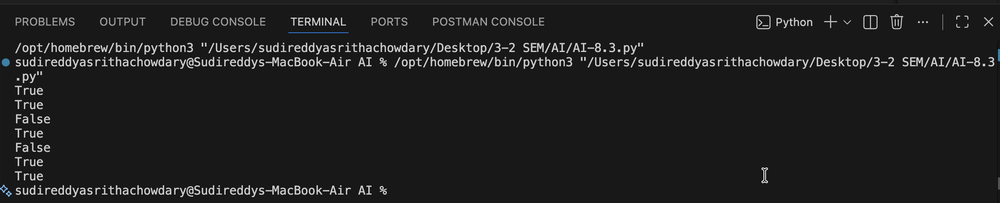 PROBLEMS OUTPUT DEBUG CONSOLE TERMINAL PORTS POSTMAN CONSOLE Python
/opt/homebrew/bin/python3 "/Users/sudireddyasrithachowdary/Desktop/3-2 SEM/AI/AI-8.3.py"
sudireddyasrithachowdary@Sudireddys-MacBook-Air AI % /opt/homebrew/bin/python3 "/Users/sudireddyasrithachowdary/Desktop/3-2 SEM/AI/AI-8.3
.py"
True
True
False
True
False
True
True
sudireddyasrithachowdary@Sudireddys-MacBook-Air AI %